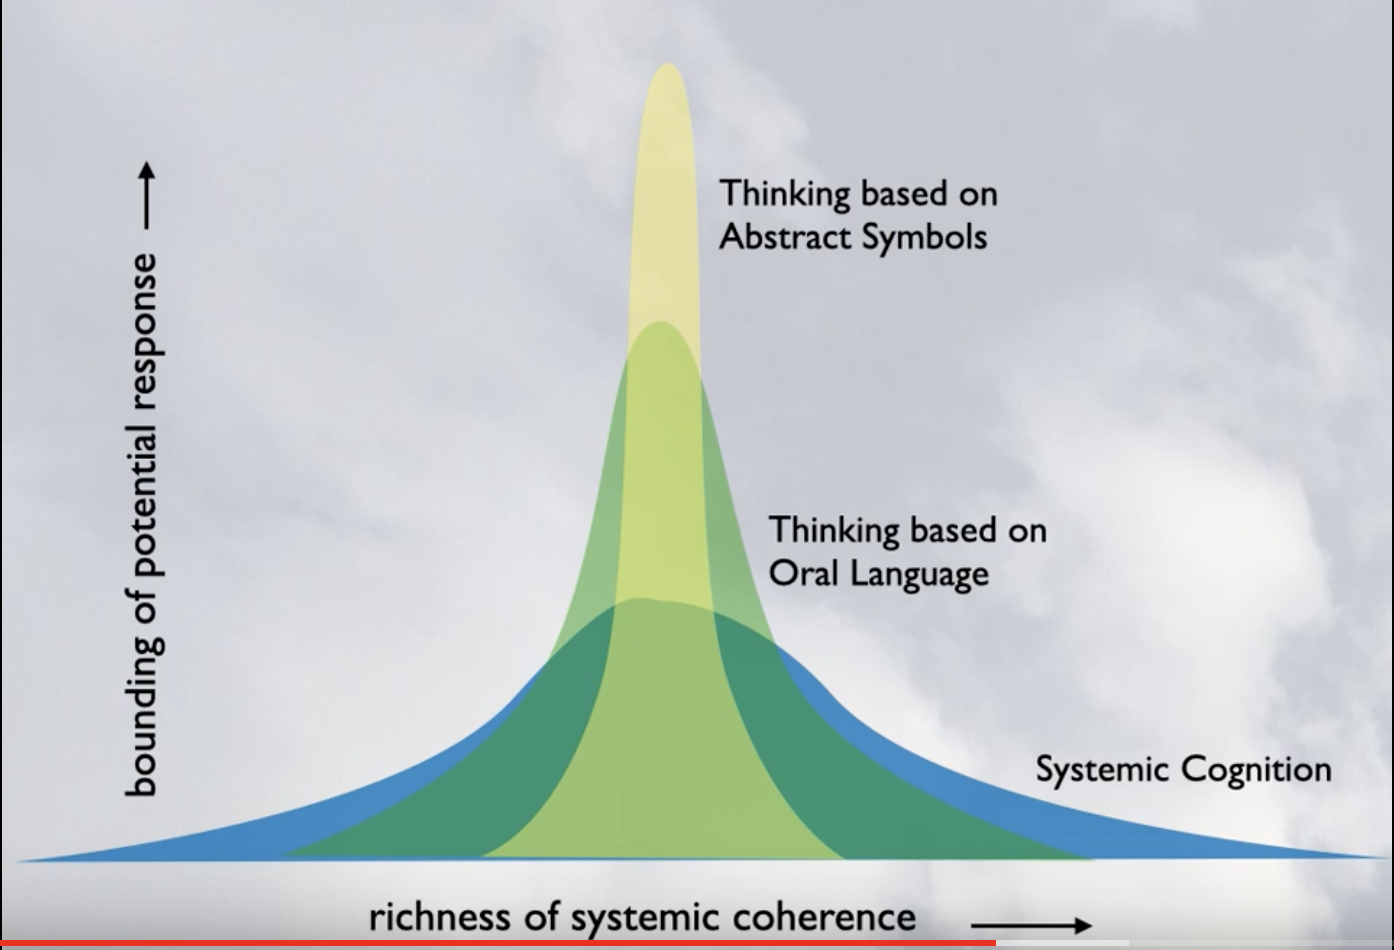 Thinking based on
Abstract Symbols
bounding of potential response
Thinking based on
Oral Language
Systemic Cognition
richness of systemic coherence